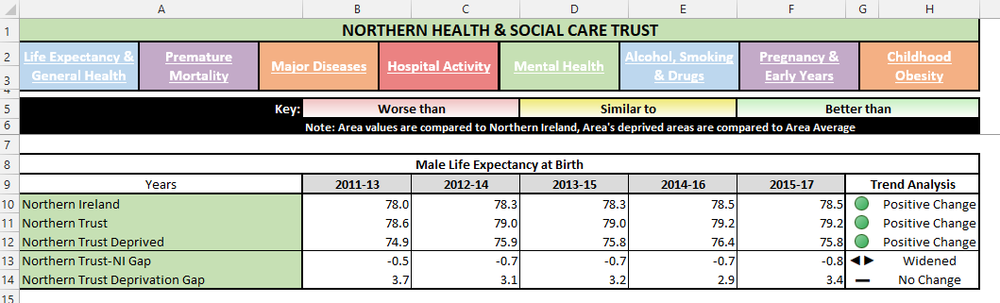 A B C D E F G H
1 NORTHERN HEALTH & SOCIAL CARE TRUST
2 Life Expectancy & Premature Major Diseases Hospital Activity Mental Health Alcohol, Smoking Pregnancy & Childhood
3 General Health Mortality & Drugs Early Years Obesity
4
5 Key: Worse than Similar to Better than
6 Note: Area values are compared to Northern Ireland, Area's deprived areas are compared to Area Average
7
8 Male Life Expectancy at Birth
9 Years 2011-13 2012-14 2013-15 2014-16 2015-17 Trend Analysis
10 Northern Ireland 78.0 78.3 78.3 78.5 78.5 Positive Change
11 Northern Trust 78.6 79.0 79.0 79.2 79.2 Positive Change
12 Northern Trust Deprived 74.9 75.9 75.8 76.4 75.8 Positive Change
13 Northern Trust-NI Gap -0.5 -0.7 -0.7 -0.7 -0.8 Widened
14 Northern Trust Deprivation Gap 3.7 3.1 3.2 2.9 3.4 No Change
15